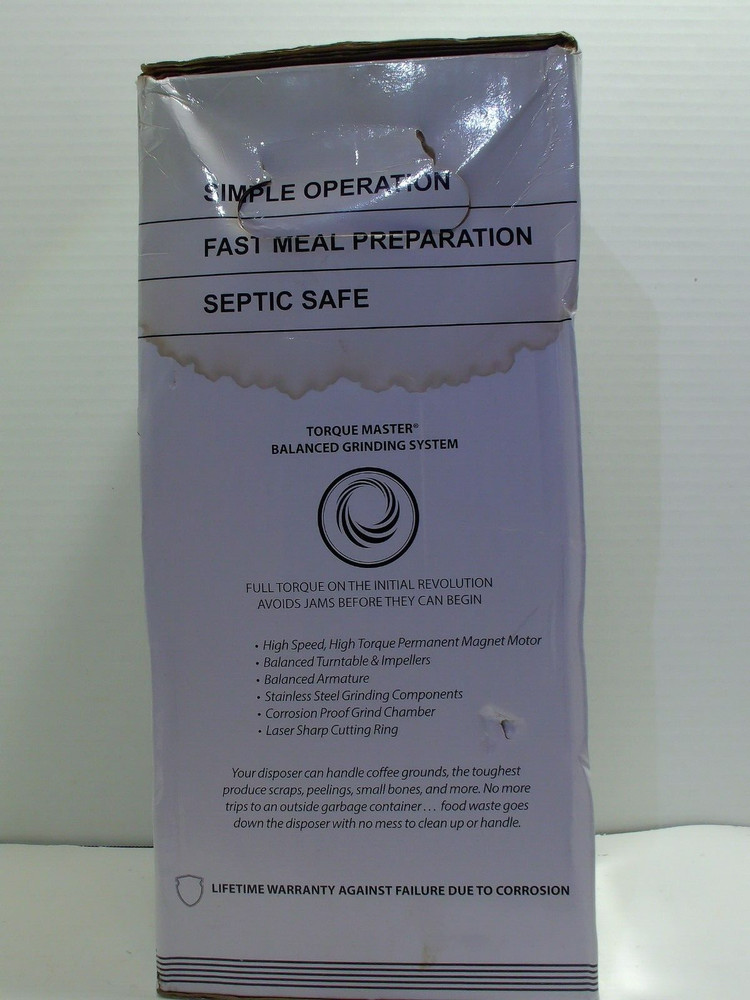 SIMPLE OPERATION
FAST MEAL PREPARATION
SEPTIC SAFE
TORQUE MASTER®
BALANCED GRINDING SYSTEM
FULL TORQUE ON THE INITIAL REVOLUTION
AVOIDS JAMS BEFORE THEY CAN BEGIN
• High Speed, High Torque Permanent Magnet Motor
• Balanced Turntable & Impellers
• Balanced Armature
• Stainless Steel Grinding Components
• Corrosion Proof Grind Chamber
• Laser Sharp Cutting Ring
Your disposer can handle coffee grounds, the toughest
produce scraps, peelings, small bones, and more. No more
trips to an outside garbage container... food waste goes
down the disposer with no mess to clean up or handle.
LIFETIME WARRANTY AGAINST FAILURE DUE TO CORROSION